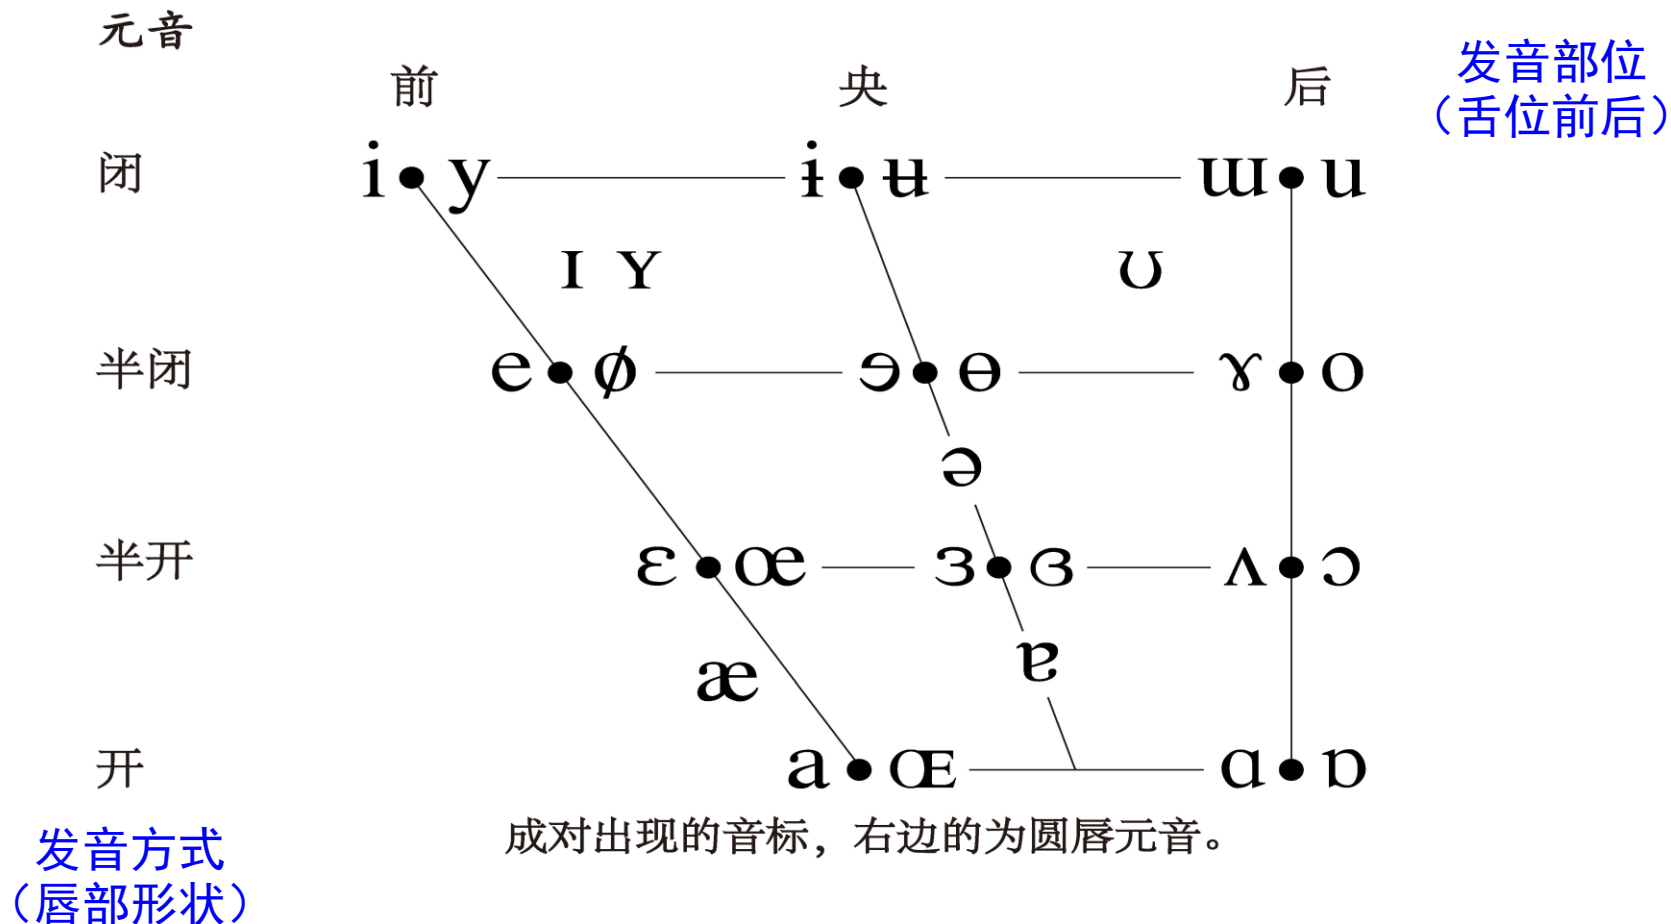 元音
前 央 后
发音部位
（舌位前后）
闭 i y ɨ ʉ ɯ u
ɪ ʏ ʊ
半闭 e ø ɘ ɵ ɤ o
ə
半开 ɛ œ ɜ ɞ ʌ ɔ
æ ɐ
开 a ɶ ɑ ɒ
成对出现的音标，右边的为圆唇元音。
发音方式
（唇部形状）